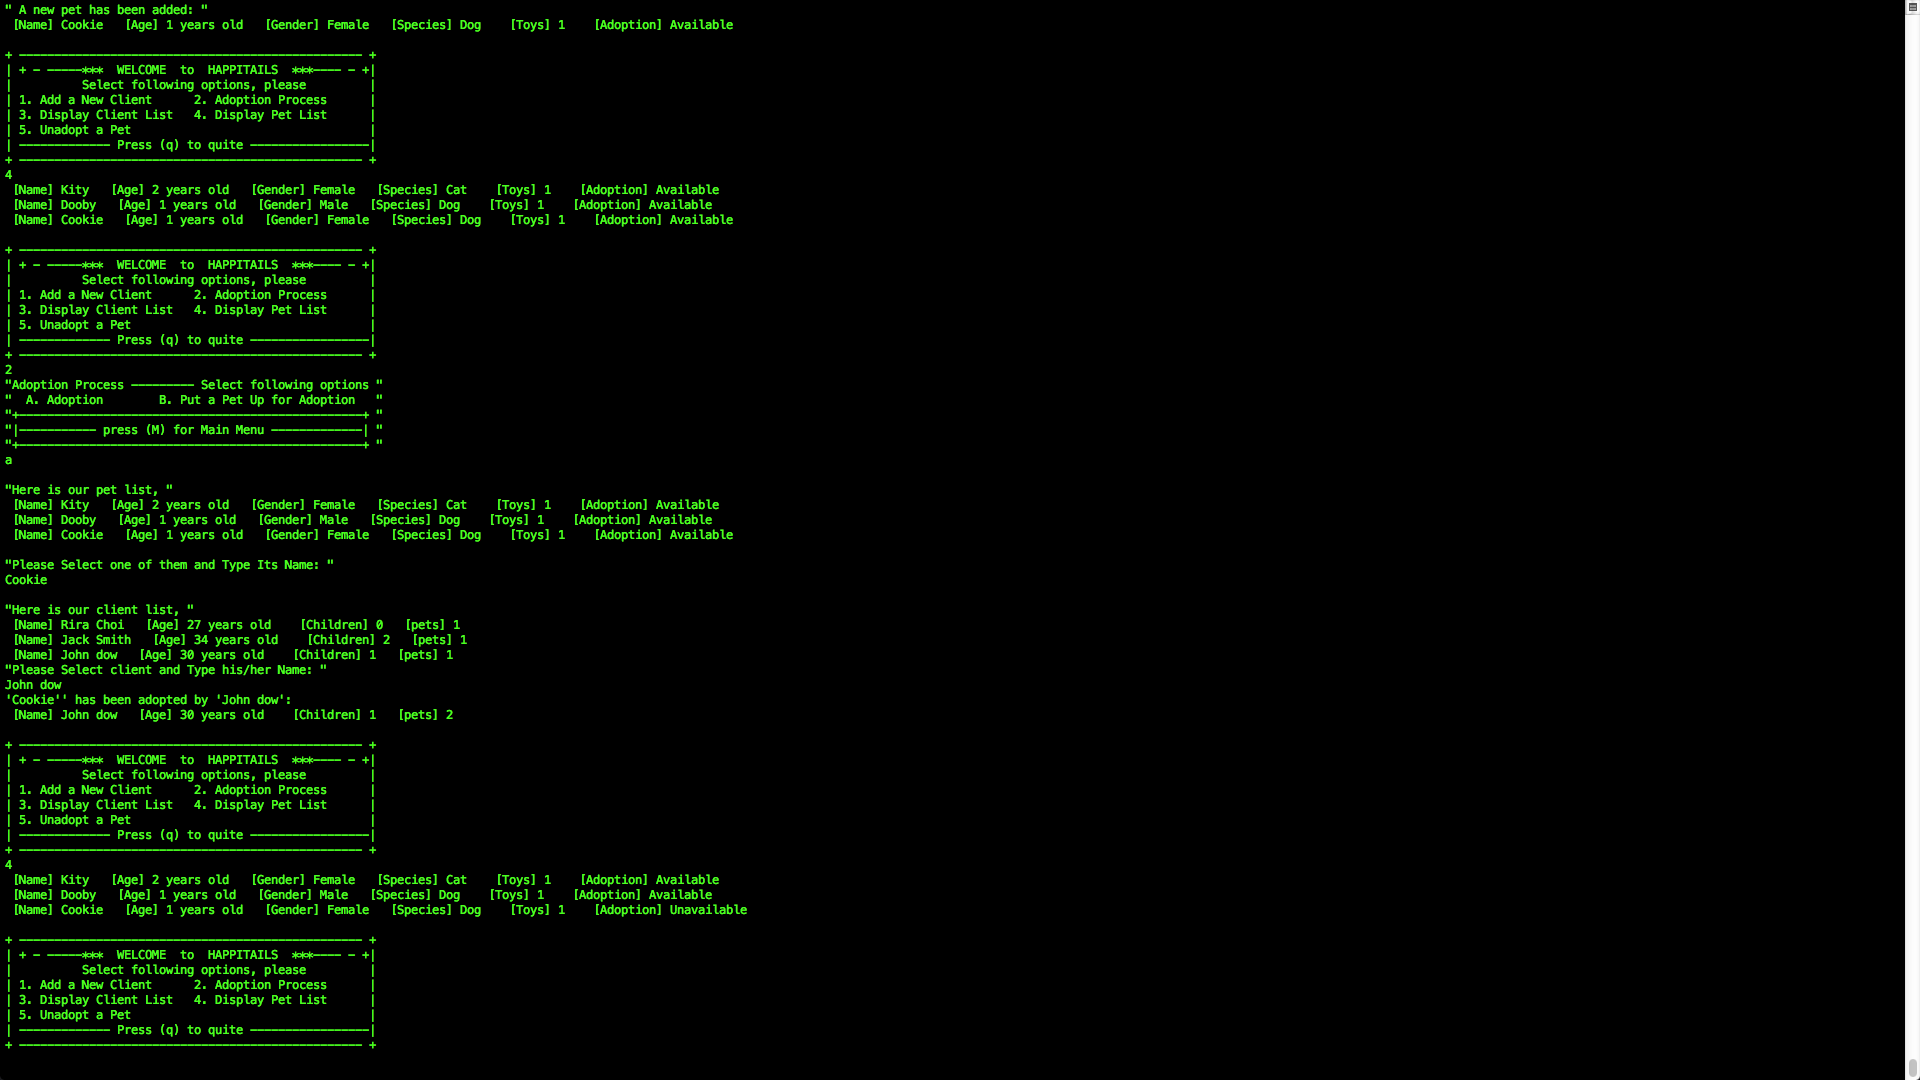 " A new pet has been added: "
[Name] Cookie   [Age] 1 years old   [Gender] Female   [Species] Dog    [Toys] 1    [Adoption] Available
+ ------------------------------------------------- +
| + - -----***  WELCOME  to  HAPPITAILS  ***---- - +|
|          Select following options, please         |
| 1. Add a New Client      2. Adoption Process      |
| 3. Display Client List   4. Display Pet List      |
| 5. Unadopt a Pet                                  |
| ------------- Press (q) to quite -----------------|
+ ------------------------------------------------- +
4
[Name] Kity   [Age] 2 years old   [Gender] Female   [Species] Cat    [Toys] 1    [Adoption] Available
[Name] Dooby   [Age] 1 years old   [Gender] Male   [Species] Dog    [Toys] 1    [Adoption] Available
[Name] Cookie   [Age] 1 years old   [Gender] Female   [Species] Dog    [Toys] 1    [Adoption] Available
+ ------------------------------------------------- +
| + - -----***  WELCOME  to  HAPPITAILS  ***---- - +|
|          Select following options, please         |
| 1. Add a New Client      2. Adoption Process      |
| 3. Display Client List   4. Display Pet List      |
| 5. Unadopt a Pet                                  |
| ------------- Press (q) to quite -----------------|
+ ------------------------------------------------- +
2
"Adoption Process --------- Select following options "
"  A. Adoption        B. Put a Pet Up for Adoption   "
"+-------------------------------------------------+ "
"|----------- press (M) for Main Menu -------------| "
"+-------------------------------------------------+ "
a
"Here is our pet list, "
[Name] Kity   [Age] 2 years old   [Gender] Female   [Species] Cat    [Toys] 1    [Adoption] Available
[Name] Dooby   [Age] 1 years old   [Gender] Male   [Species] Dog    [Toys] 1    [Adoption] Available
[Name] Cookie   [Age] 1 years old   [Gender] Female   [Species] Dog    [Toys] 1    [Adoption] Available
"Please Select one of them and Type Its Name: "
Cookie
"Here is our client list, "
[Name] Rira Choi   [Age] 27 years old    [Children] 0   [pets] 1
[Name] Jack Smith   [Age] 34 years old    [Children] 2   [pets] 1
[Name] John dow   [Age] 30 years old    [Children] 1   [pets] 1
"Please Select client and Type his/her Name: "
John dow
'Cookie'' has been adopted by 'John dow':
[Name] John dow   [Age] 30 years old    [Children] 1   [pets] 2
+ ------------------------------------------------- +
| + - -----***  WELCOME  to  HAPPITAILS  ***---- - +|
|          Select following options, please         |
| 1. Add a New Client      2. Adoption Process      |
| 3. Display Client List   4. Display Pet List      |
| 5. Unadopt a Pet                                  |
| ------------- Press (q) to quite -----------------|
+ ------------------------------------------------- +
4
[Name] Kity   [Age] 2 years old   [Gender] Female   [Species] Cat    [Toys] 1    [Adoption] Available
[Name] Dooby   [Age] 1 years old   [Gender] Male   [Species] Dog    [Toys] 1    [Adoption] Available
[Name] Cookie   [Age] 1 years old   [Gender] Female   [Species] Dog    [Toys] 1    [Adoption] Unavailable
+ ------------------------------------------------- +
| + - -----***  WELCOME  to  HAPPITAILS  ***---- - +|
|          Select following options, please         |
| 1. Add a New Client      2. Adoption Process      |
| 3. Display Client List   4. Display Pet List      |
| 5. Unadopt a Pet                                  |
| ------------- Press (q) to quite -----------------|
+ ------------------------------------------------- +